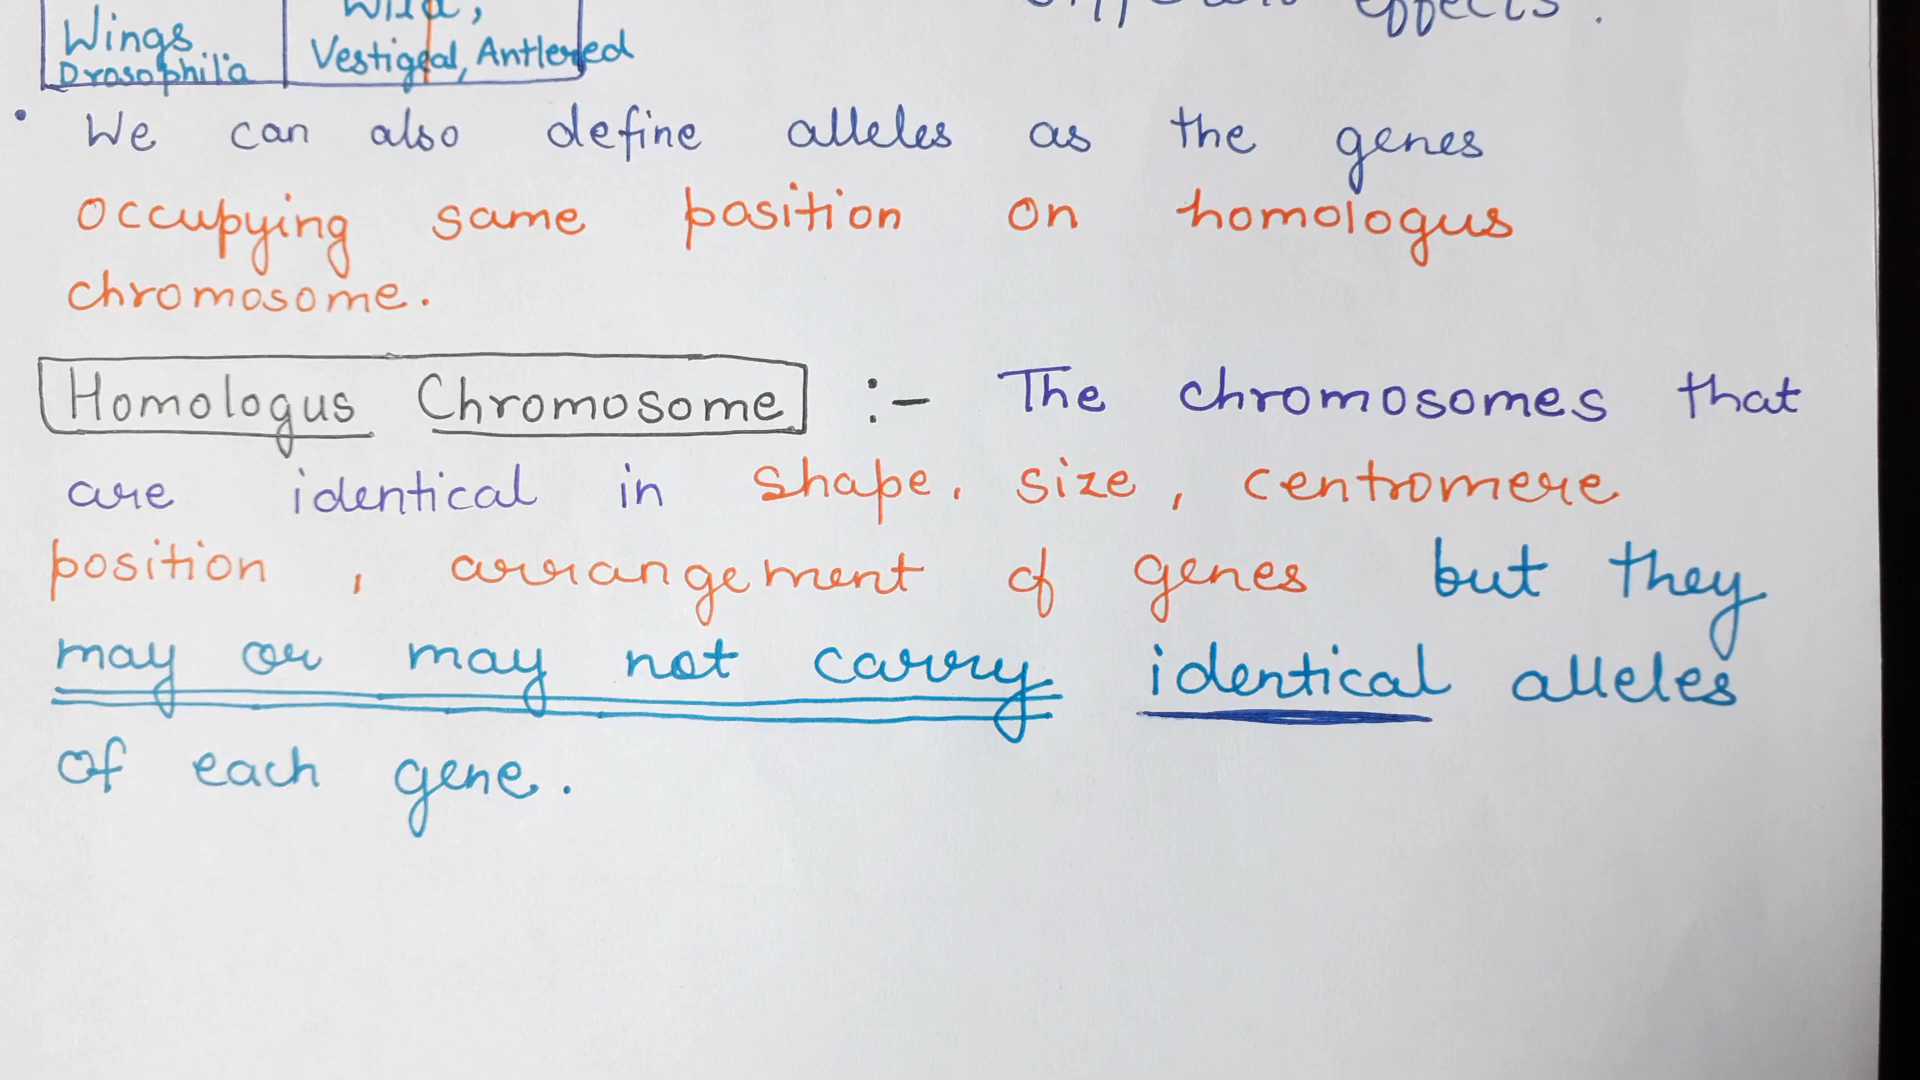 Wild,
effects.
Wings
Vestigeal, Antlered
Drosophila
• We can also define alleles as the genes
occupying same position on homologus
chromosome.
Homologus Chromosome :- The chromosomes that
are identical in shape, size, centromere
position, arrangement of genes but they
may or may not carry identical alleles
of each gene.